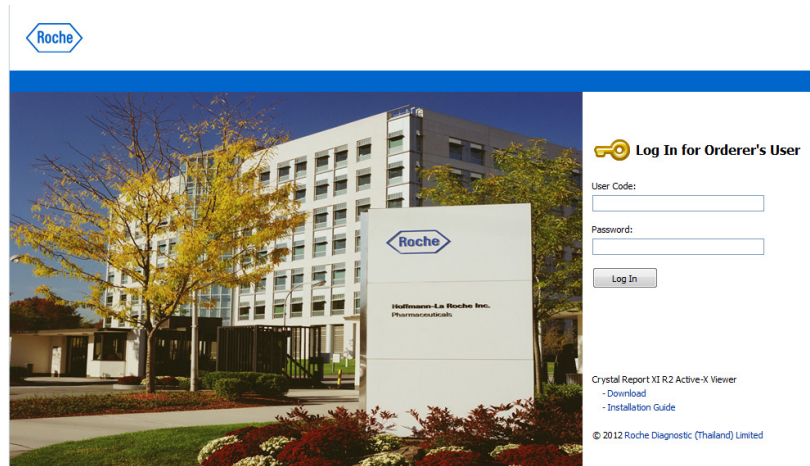 Roche
Log In for Orderer's User
User Code:
Password:
Log In
Roche
Hoffmann-La Roche Inc.
Pharmaceuticals
Crystal Report XI R2 Active-X Viewer
- Download
- Installation Guide
© 2012 Roche Diagnostic (Thailand) Limited